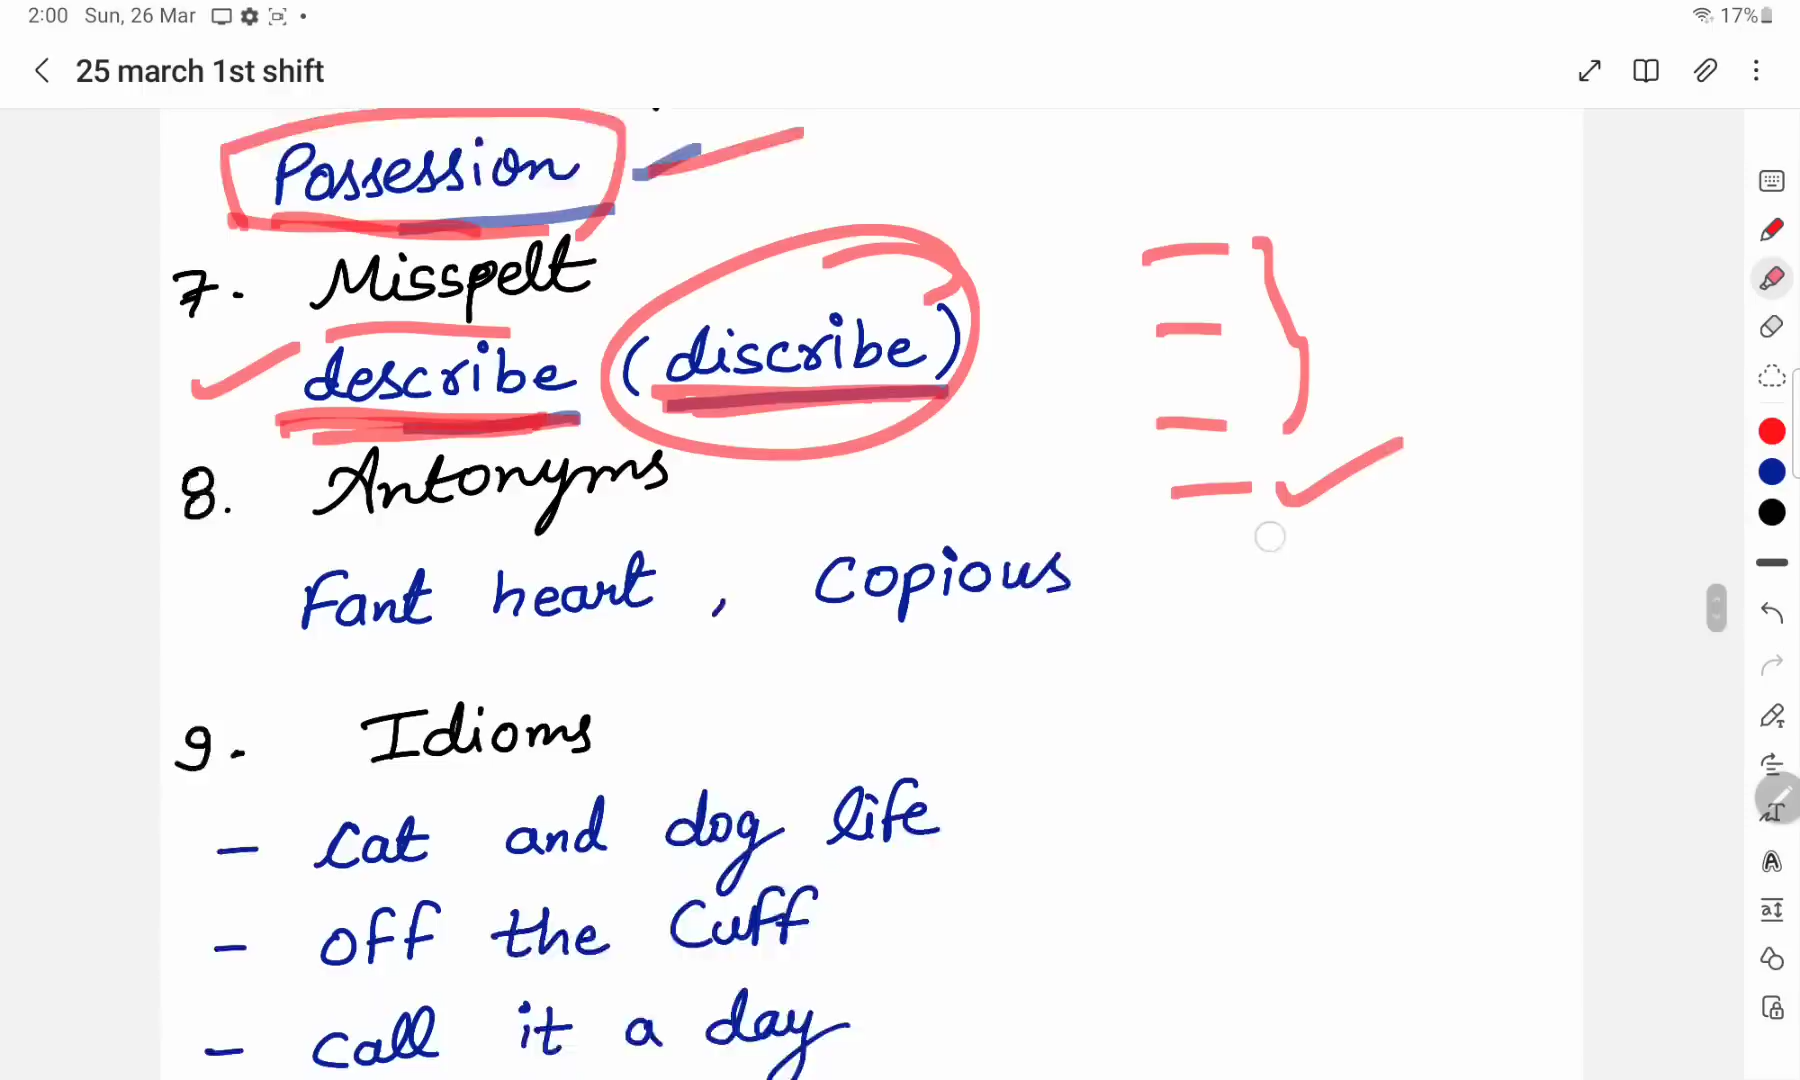 2:00 Sun, 26 Mar 17%
25 march 1st shift
Possession
7. Misspelt
describe (discribe)
8. Antonyms
Fant heart , Copious
9. Idioms
- Cat and dog life
- off the Cuff
- Call it a day